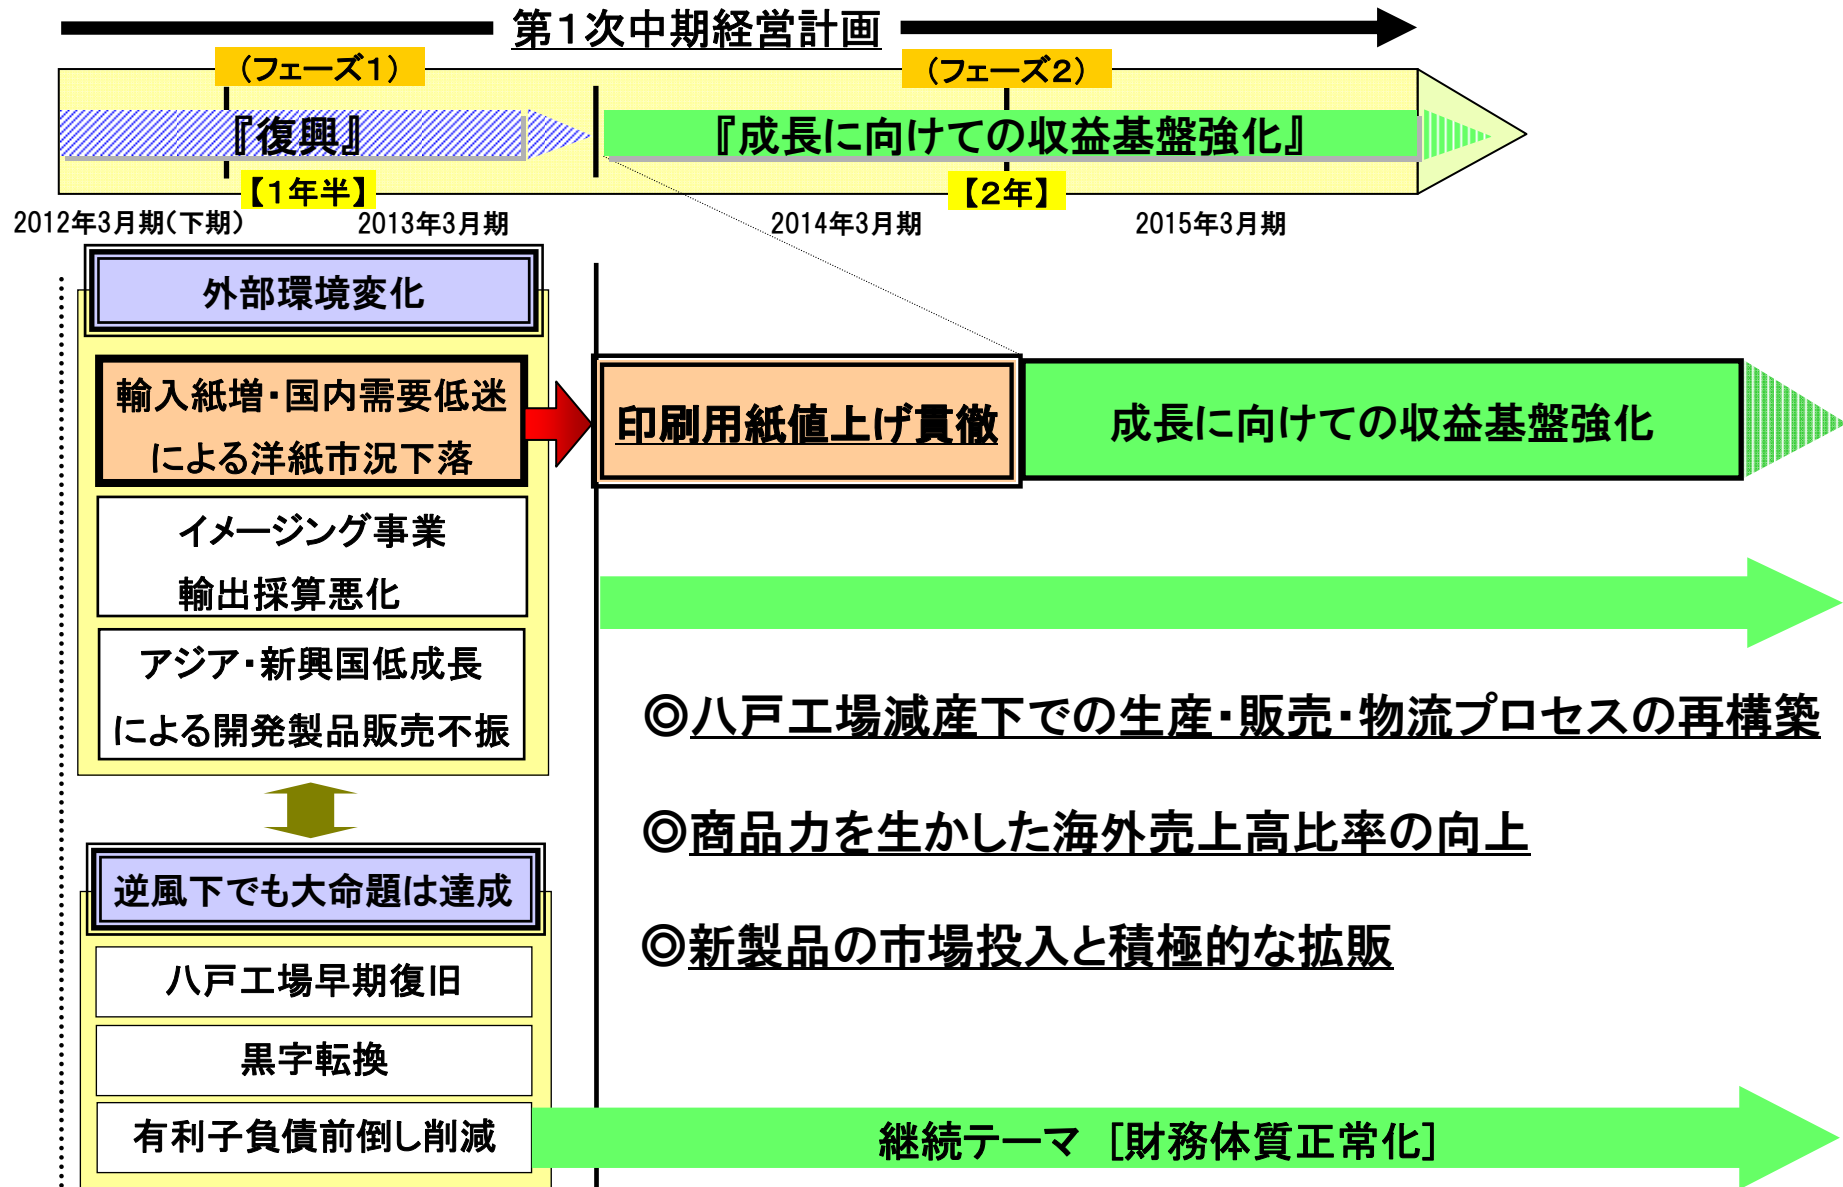 第1次中期経営計画
(フェーズ1)
(フェーズ2)
『復興』
『成長に向けての収益基盤強化』
【1年半】
【2年】
2012年3月期(下期)
2013年3月期
2014年3月期
2015年3月期
外部環境変化
輸入紙増・国内需要低迷
による洋紙市況下落
印刷用紙値上げ貫徹
成長に向けての収益基盤強化
イメージング事業
輸出採算悪化
アジア・新興国低成長
による開発製品販売不振
◎八戸工場減産下での生産・販売・物流プロセスの再構築
◎商品力を生かした海外売上高比率の向上
◎新製品の市場投入と積極的な拡販
逆風下でも大命題は達成
八戸工場早期復旧
黒字転換
有利子負債前倒し削減
継続テーマ [財務体質正常化]